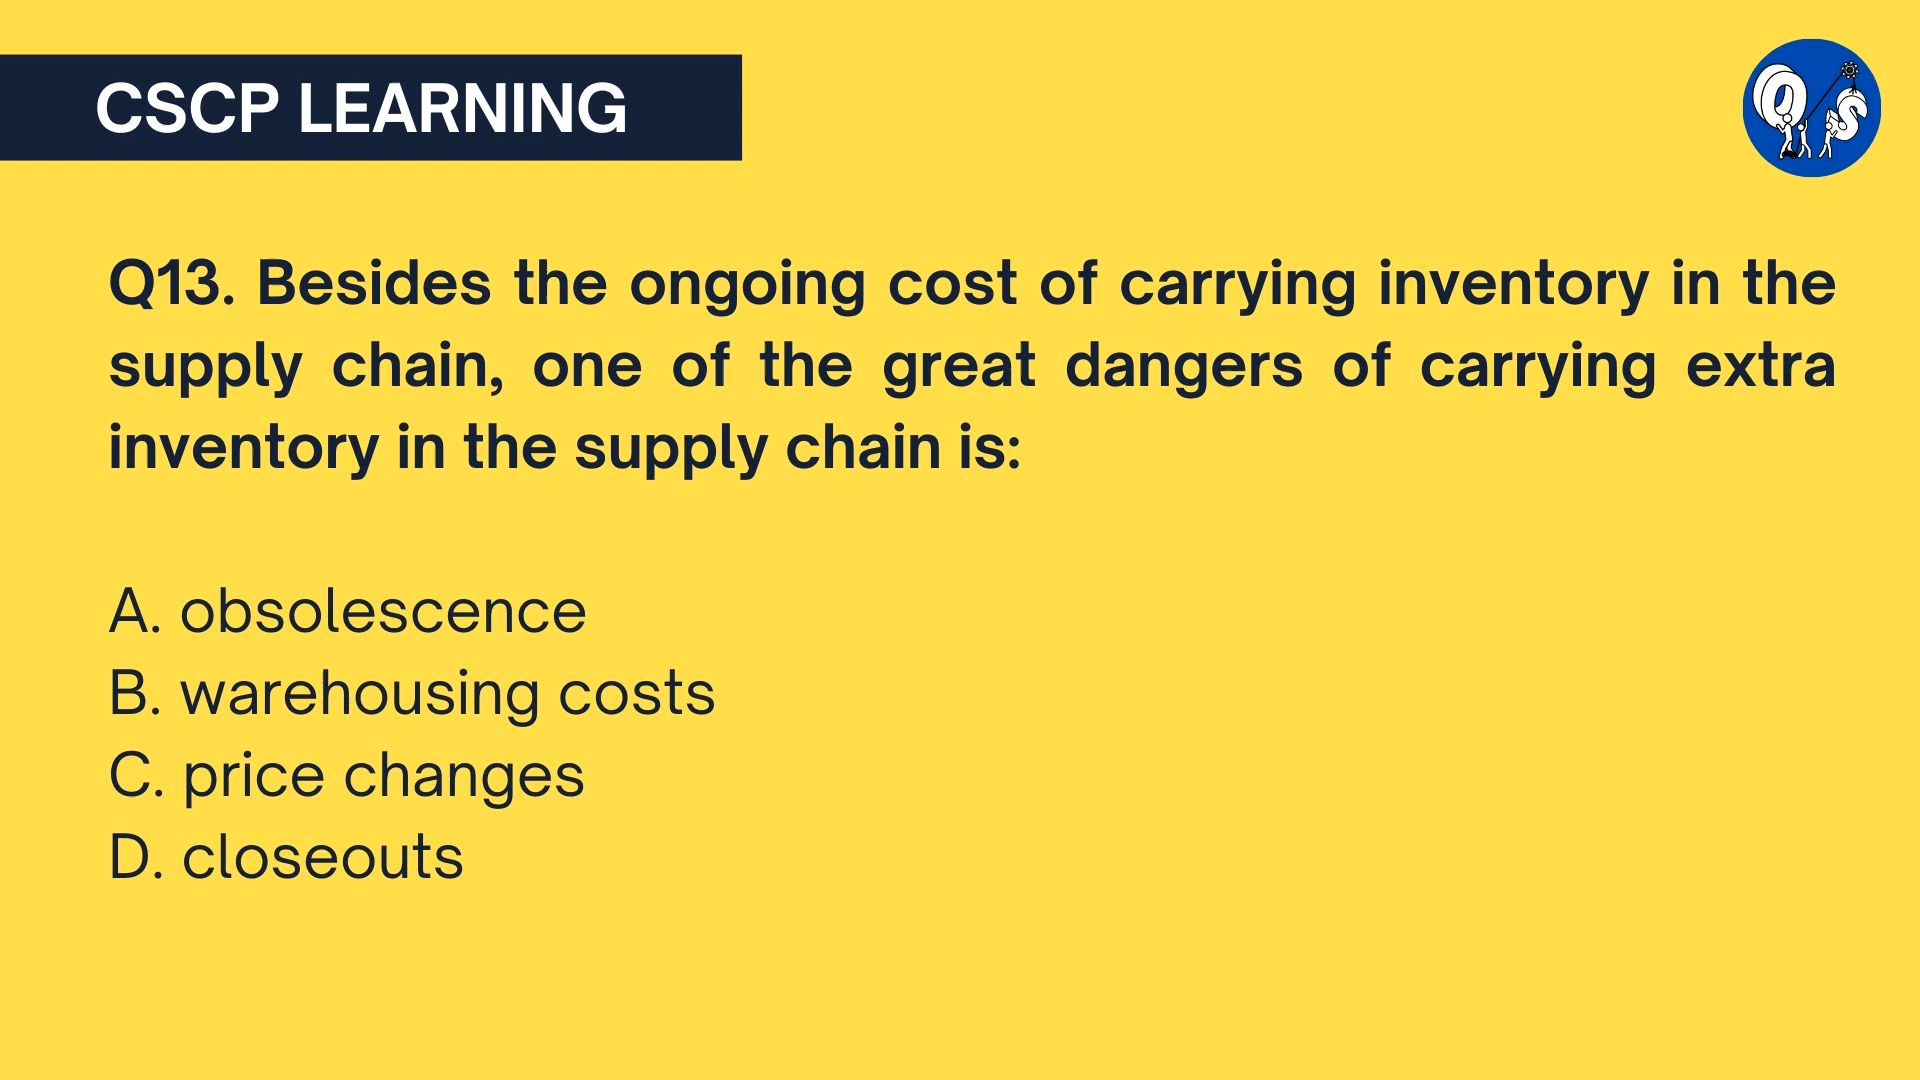 CSCP LEARNING
Q S
Q13. Besides the ongoing cost of carrying inventory in the
supply chain, one of the great dangers of carrying extra
inventory in the supply chain is:
A. obsolescence
B. warehousing costs
C. price changes
D. closeouts